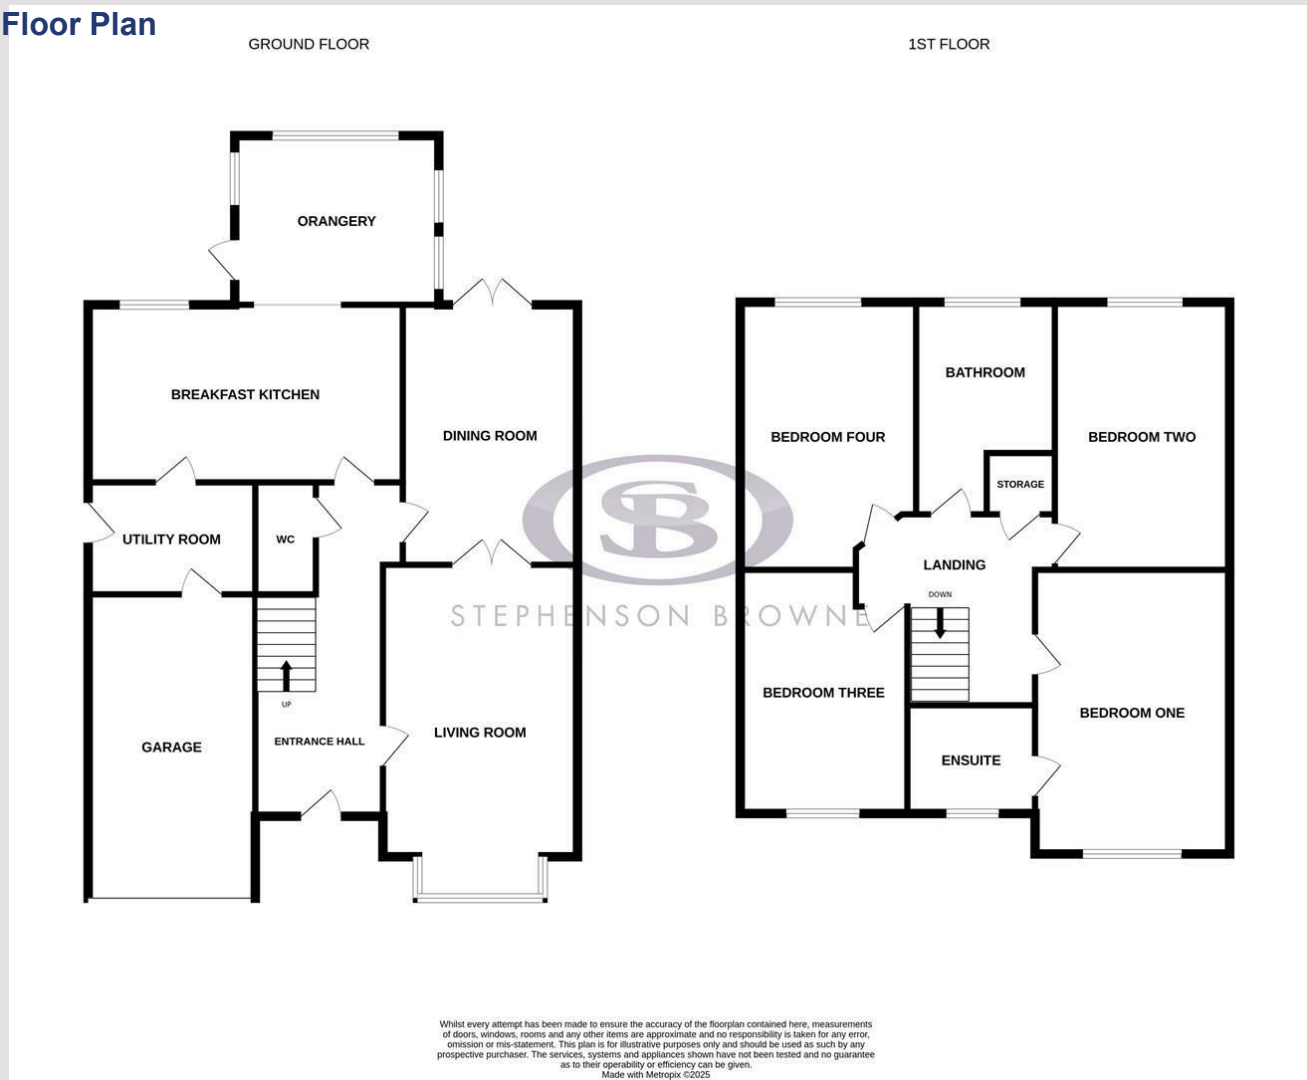 Floor Plan
GROUND FLOOR
1ST FLOOR
ORANGERY
BREAKFAST KITCHEN
DINING ROOM
UTILITY ROOM
WC
UP
ENTRANCE HALL
LIVING ROOM
GARAGE
BATHROOM
BEDROOM FOUR
BEDROOM TWO
STORAGE
LANDING
DOWN
BEDROOM THREE
BEDROOM ONE
ENSUITE
SB
STEPHENSON BROWNE
Whilst every attempt has been made to ensure the accuracy of the floorplan contained here, measurements
of doors, windows, rooms and any other items are approximate and no responsibility is taken for any error,
omission or mis-statement. This plan is for illustrative purposes only and should be used as such by any
prospective purchaser. The services, systems and appliances shown have not been tested and no guarantee
as to their operability or efficiency can be given.
Made with Metropix ©2025